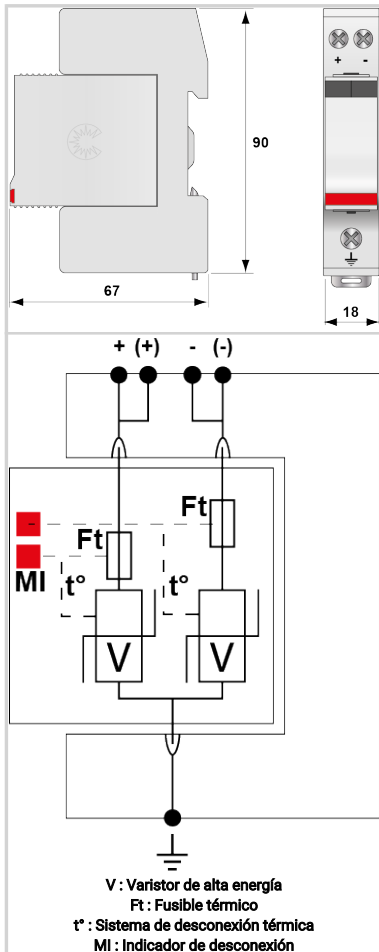 + -
90
67
18
+ (+) - (-)
Ft
Ft
MI t° t°
V V
V : Varistor de alta energía
Ft : Fusible térmico
t° : Sistema de desconexión térmica
MI : Indicador de desconexión